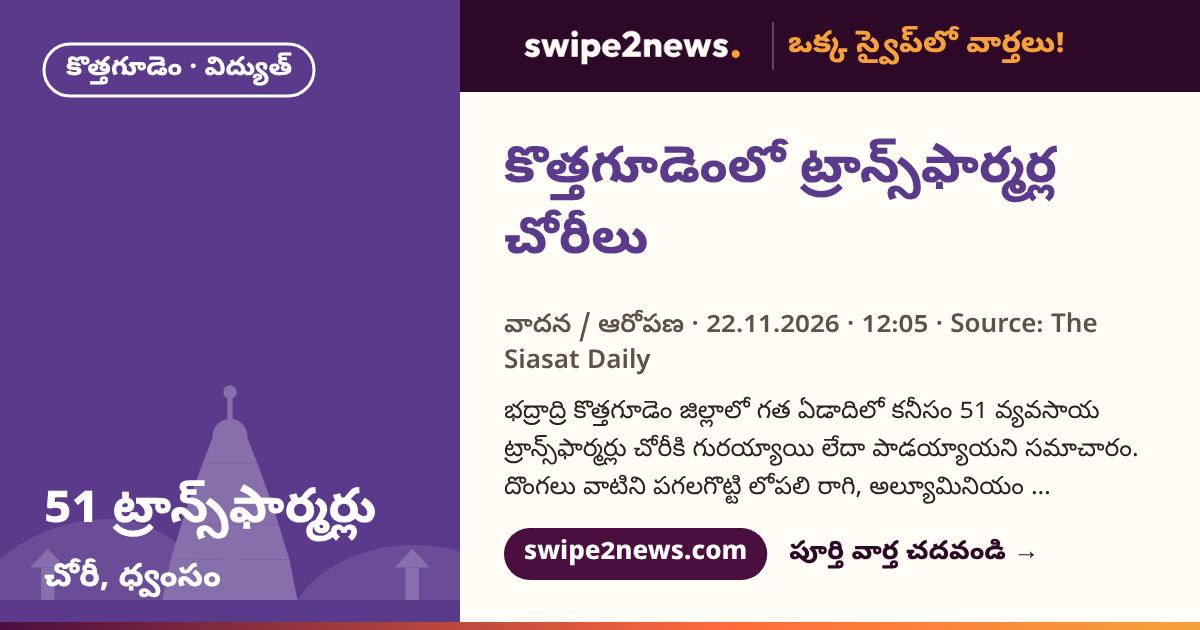 కొత్తగూడెం · విద్యుత్
51 ట్రాన్స్‌ఫార్మర్లు
చోరీ, ధ్వంసం
swipe2news.
ఒక్క స్వైప్‌లో వార్తలు!
కొత్తగూడెంలో ట్రాన్స్‌ఫార్మర్ల
చోరీలు
వాదన / ఆరోపణ · 22.11.2026 · 12:05 · Source: The
Siasat Daily
భద్రాద్రి కొత్తగూడెం జిల్లాలో గత ఏడాదిలో కనీసం 51 వ్యవసాయ
ట్రాన్స్‌ఫార్మర్లు చోరీకి గురయ్యాయి లేదా పాడయ్యాయని సమాచారం.
దొంగలు వాటిని పగలగొట్టి లోపలి రాగి, అల్యూమినియం ...
swipe2news.com
పూర్తి వార్త చదవండి →